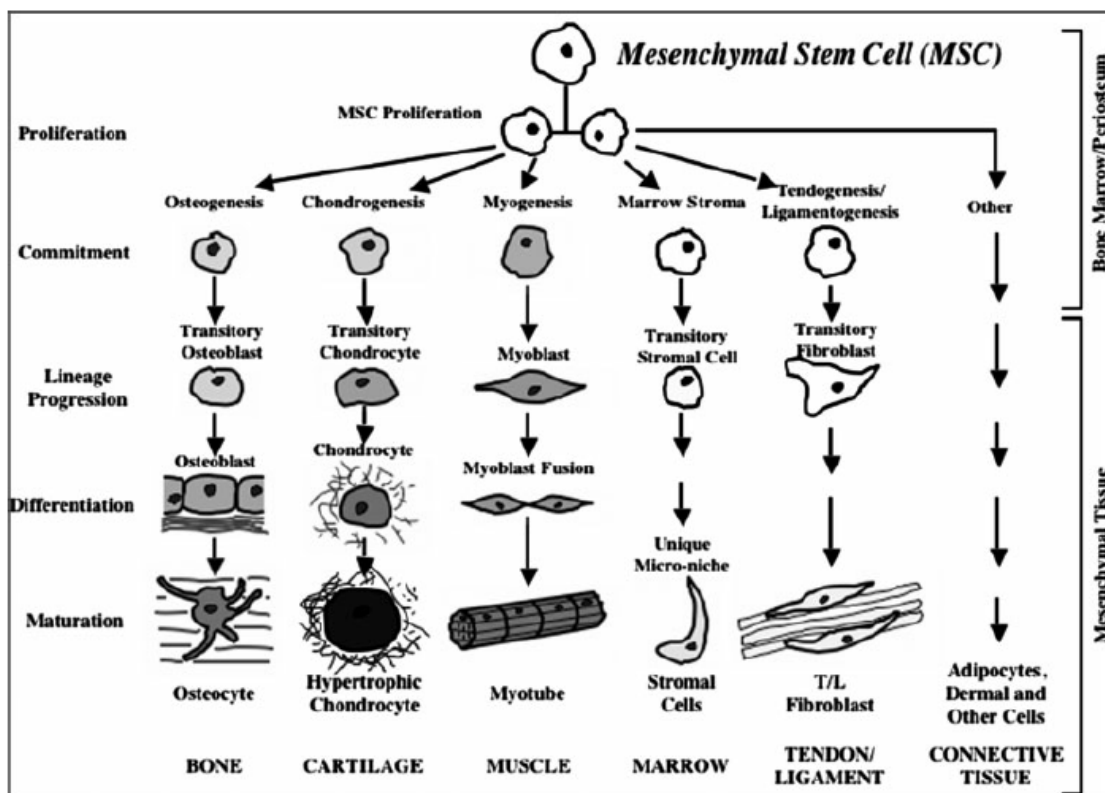 Mesenchymal Stem Cell (MSC)
MSC Proliferation
Proliferation
Osteogenesis
Chondrogenesis
Myogenesis
Marrow Stroma
Tendogenesis/
Ligamentogenesis
Other
Commitment
Transitory
Osteoblast
Transitory
Chondrocyte
Myoblast
Transitory
Stromal Cell
Transitory
Fibroblast
Lineage
Progression
Osteoblast
Chondrocyte
Myoblast Fusion
Differentiation
Unique
Micro-niche
Maturation
Osteocyte
Hypertrophic
Chondrocyte
Myotube
Stromal
Cells
T/L
Fibroblast
Adipocytes,
Dermal and
Other Cells
BONE
CARTILAGE
MUSCLE
MARROW
TENDON/
LIGAMENT
CONNECTIVE
TISSUE
Bone Marrow/Periosteum
Mesenchymal Tissue